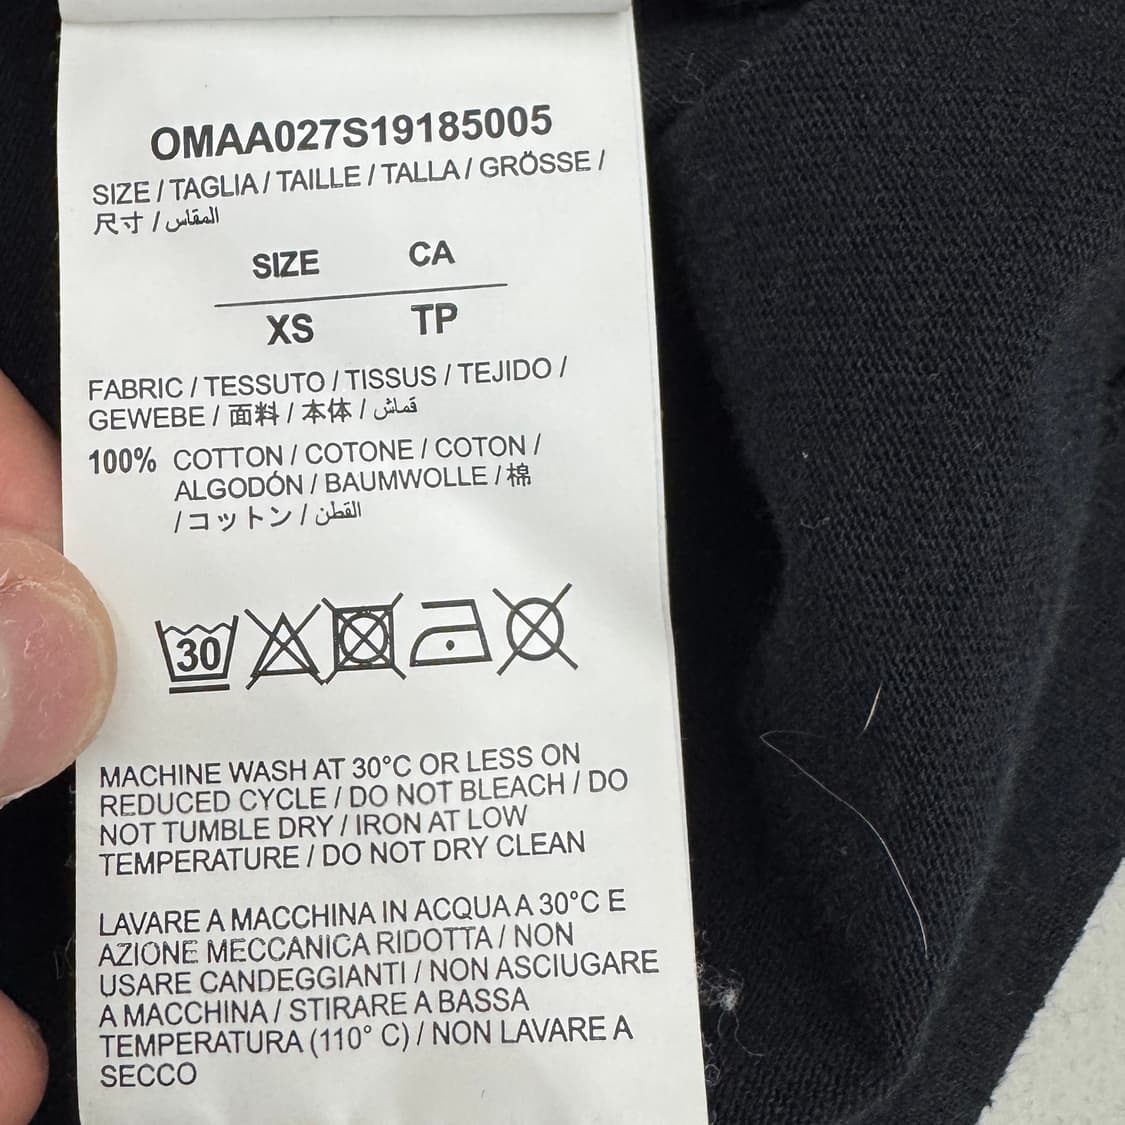 OMAA027S19185005
SIZE / TAGLIA / TAILLE / TALLA / GRÖSSE /
尺寸 / المقاس
SIZE CA
XS TP
FABRIC / TESSUTO / TISSUS / TEJIDO /
GEWEBE / 面料 / 本体 / قماش
100% COTTON / COTONE / COTON /
ALGODÓN / BAUMWOLLE / 棉
/ コットン / القطن
30
MACHINE WASH AT 30°C OR LESS ON
REDUCED CYCLE / DO NOT BLEACH / DO
NOT TUMBLE DRY / IRON AT LOW
TEMPERATURE / DO NOT DRY CLEAN
LAVARE A MACCHINA IN ACQUA A 30°C E
AZIONE MECCANICA RIDOTTA / NON
USARE CANDEGGIANTI / NON ASCIUGARE
A MACCHINA / STIRARE A BASSA
TEMPERATURA (110° C) / NON LAVARE A
SECCO